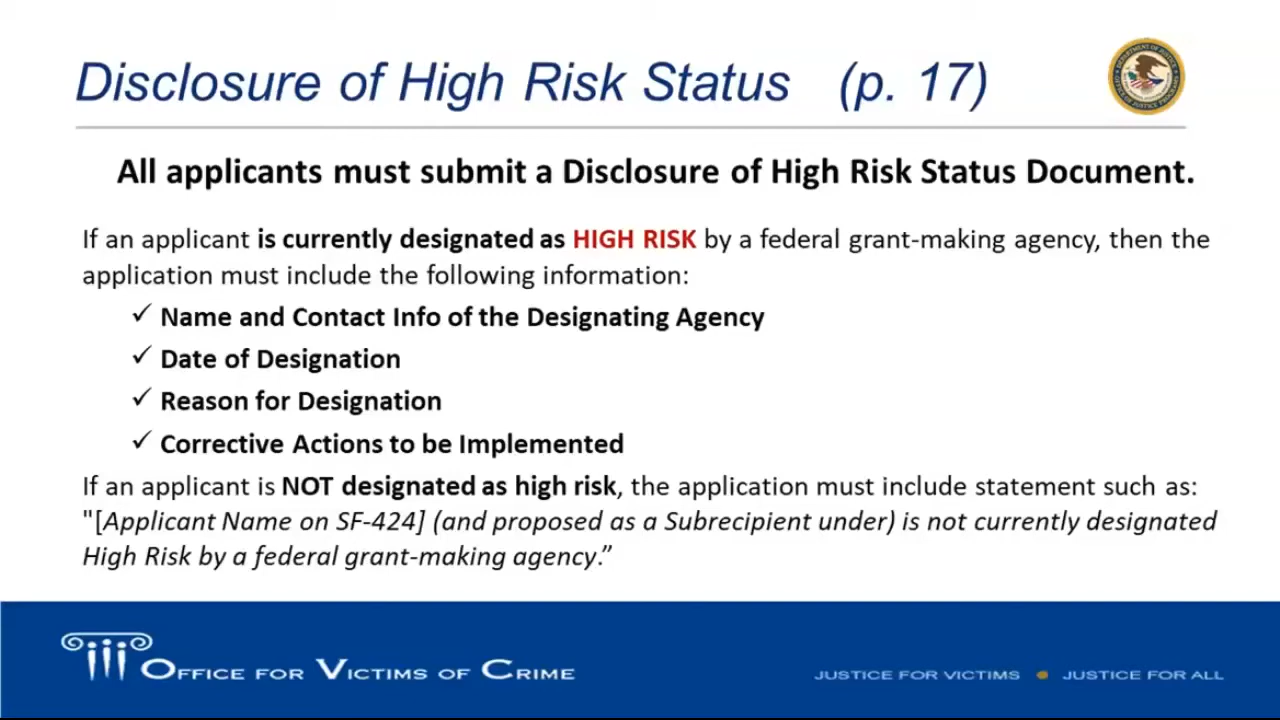 Disclosure of High Risk Status (p. 17)
All applicants must submit a Disclosure of High Risk Status Document.
If an applicant is currently designated as HIGH RISK by a federal grant-making agency, then the
application must include the following information:
✓ Name and Contact Info of the Designating Agency
✓ Date of Designation
✓ Reason for Designation
✓ Corrective Actions to be Implemented
If an applicant is NOT designated as high risk, the application must include statement such as:
"[Applicant Name on SF-424] (and proposed as a Subrecipient under) is not currently designated
High Risk by a federal grant-making agency.”
OFFICE FOR VICTIMS OF CRIME
JUSTICE FOR VICTIMS ● JUSTICE FOR ALL